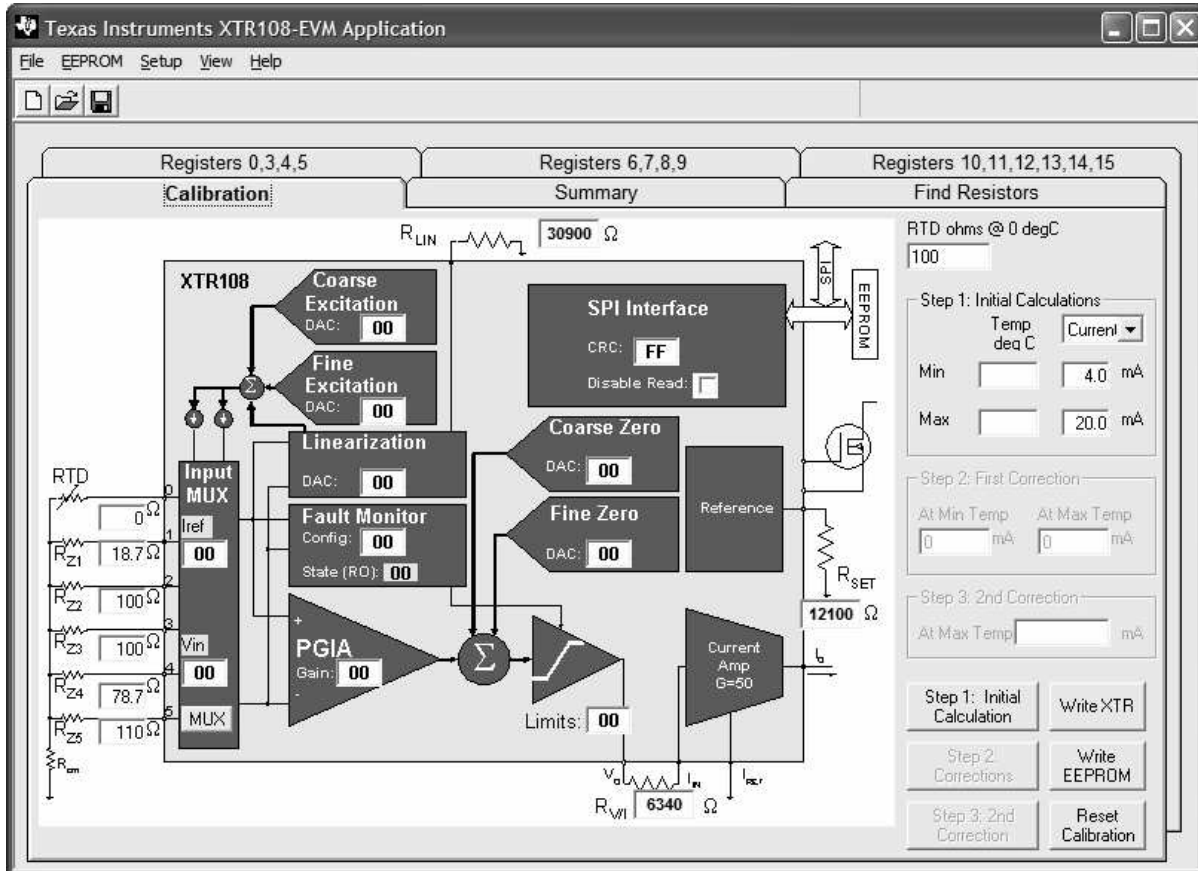 Texas Instruments XTR108-EVM Application
File EEPROM Setup View Help
Registers 0,3,4,5
Registers 6,7,8,9
Registers 10,11,12,13,14,15
Calibration
Summary
Find Resistors
RLIN 30900 Ω
XTR108
Coarse Excitation
DAC: 00
Fine Excitation
DAC: 00
Σ
Linearization
DAC: 00
Fault Monitor
Config: 00
State (RO): 00
PGIA
Gain: 00
+
-
SPI Interface
CRC: FF
Disable Read:
SPI
EEPROM
Coarse Zero
DAC: 00
Fine Zero
DAC: 00
Reference
RSET
12100 Ω
Σ
Limits: 00
Current Amp G=50
Io
Vo
IIN
IRET
RV/I 6340 Ω
Input MUX
Iref
00
Vin
00
MUX
RTD
0
0 Ω
1
RZ1 18.7 Ω
2
RZ2 100 Ω
3
RZ3 100 Ω
4
RZ4 78.7 Ω
5
RZ5 110 Ω
Rcm
RTD ohms @ 0 degC
100
Step 1: Initial Calculations
Temp deg C
Current
Min 4.0 mA
Max 20.0 mA
Step 2: First Correction
At Min Temp At Max Temp
0 mA 0 mA
Step 3: 2nd Correction
At Max Temp mA
Step 1: Initial Calculation
Write XTR
Step 2: Corrections
Write EEPROM
Step 3: 2nd Correction
Reset Calibration